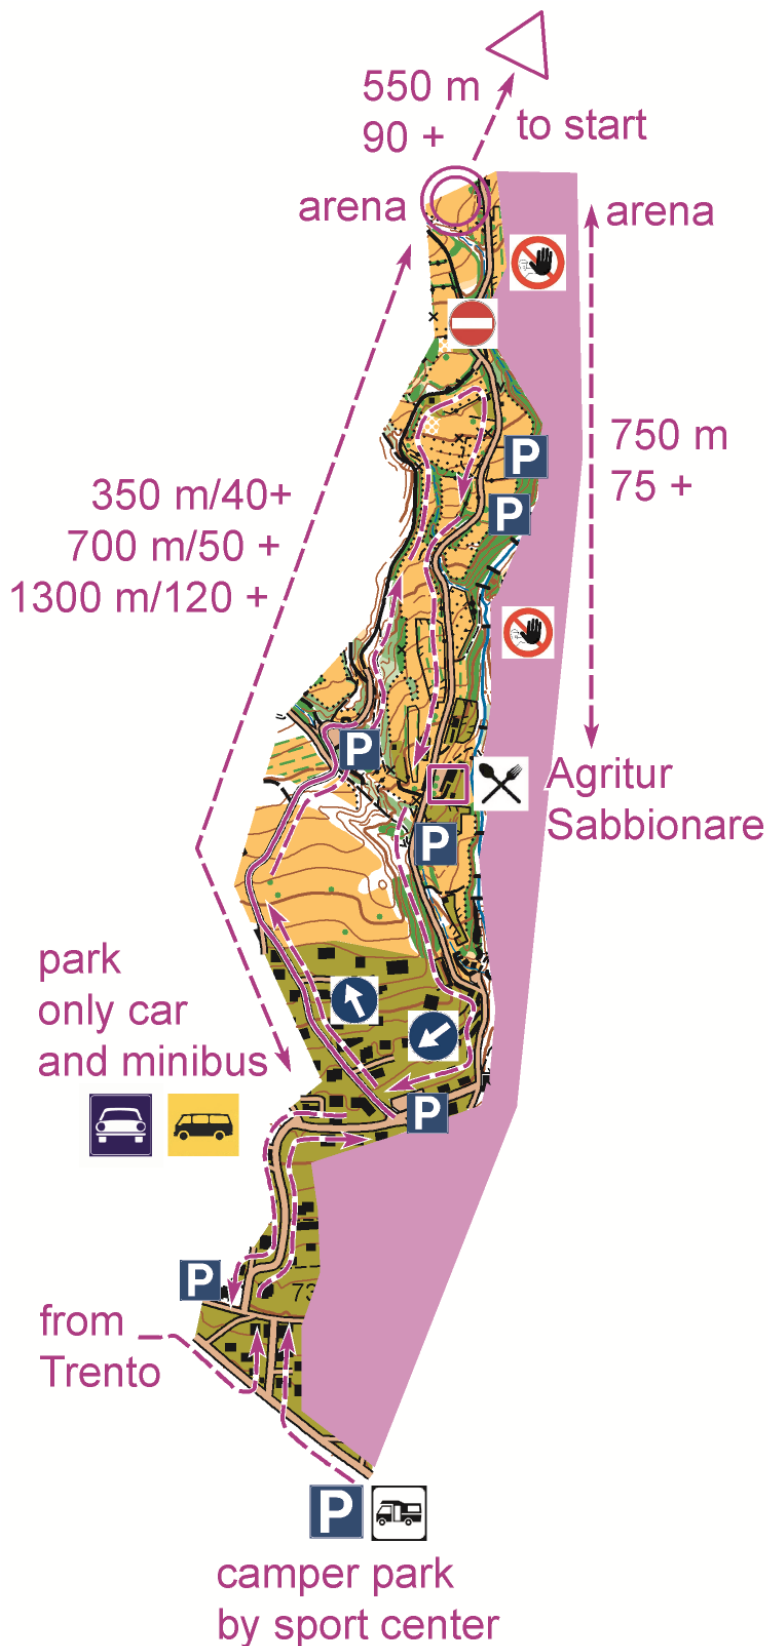 550 m
90 +
to start
arena
arena
350 m/40+
700 m/50 +
1300 m/120 +
750 m
75 +
P
P
P
Agritur
Sabbionare
P
park
only car
and minibus
P
P
73
from
Trento
P
camper park
by sport center